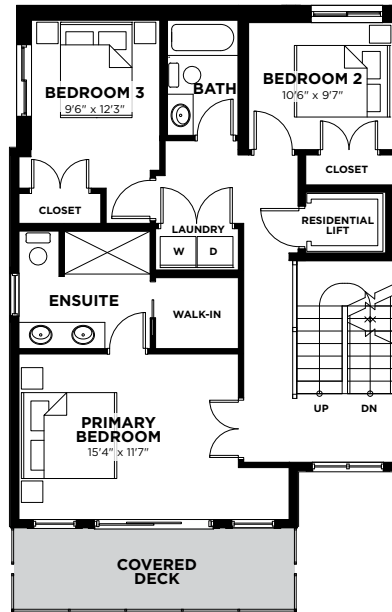 BEDROOM 3
9'6" x 12'3"
BATH
BEDROOM 2
10'6" x 9'7"
CLOSET
CLOSET
LAUNDRY
W D
RESIDENTIAL
LIFT
ENSUITE
WALK-IN
UP DN
PRIMARY
BEDROOM
15'4" x 11'7"
COVERED
DECK